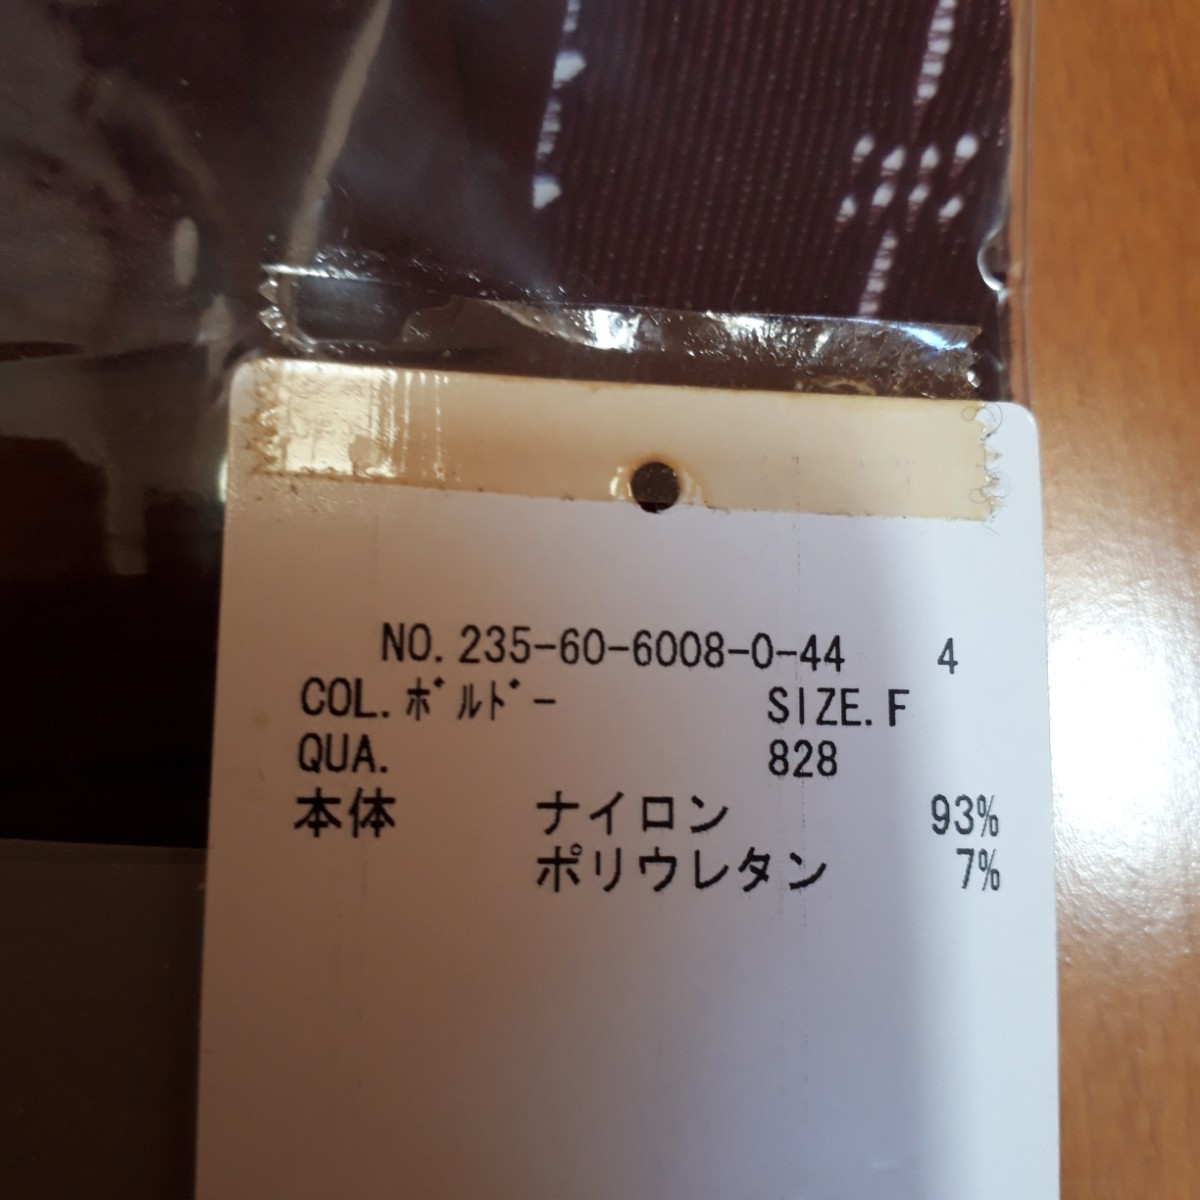 NO. 235-60-6008-0-44 4
COL. ﾎﾞﾙﾄﾞｰ SIZE. F
QUA. 828
本体 ナイロン 93%
ポリウレタン 7%